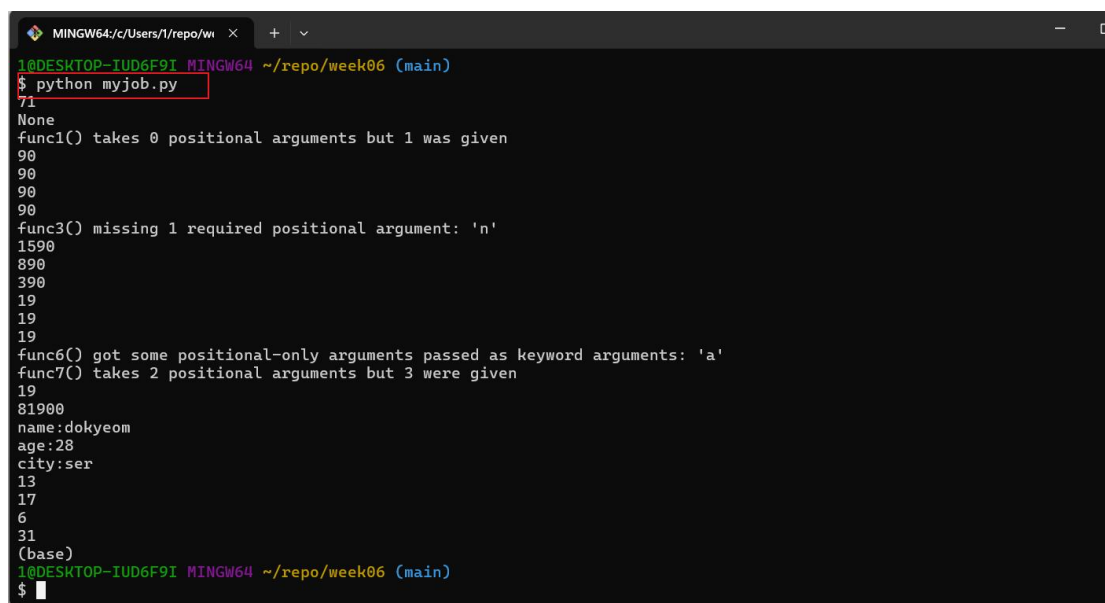 MINGW64:/c/Users/1/repo/we
1@DESKTOP-IUD6F9I MINGW64 ~/repo/week06 (main)
$ python myjob.py
71
None
func1() takes 0 positional arguments but 1 was given
90
90
90
90
func3() missing 1 required positional argument: 'n'
1590
890
390
19
19
19
func6() got some positional-only arguments passed as keyword arguments: 'a'
func7() takes 2 positional arguments but 3 were given
19
81900
name:dokyeom
age:28
city:ser
13
17
6
31
(base)
1@DESKTOP-IUD6F9I MINGW64 ~/repo/week06 (main)
$